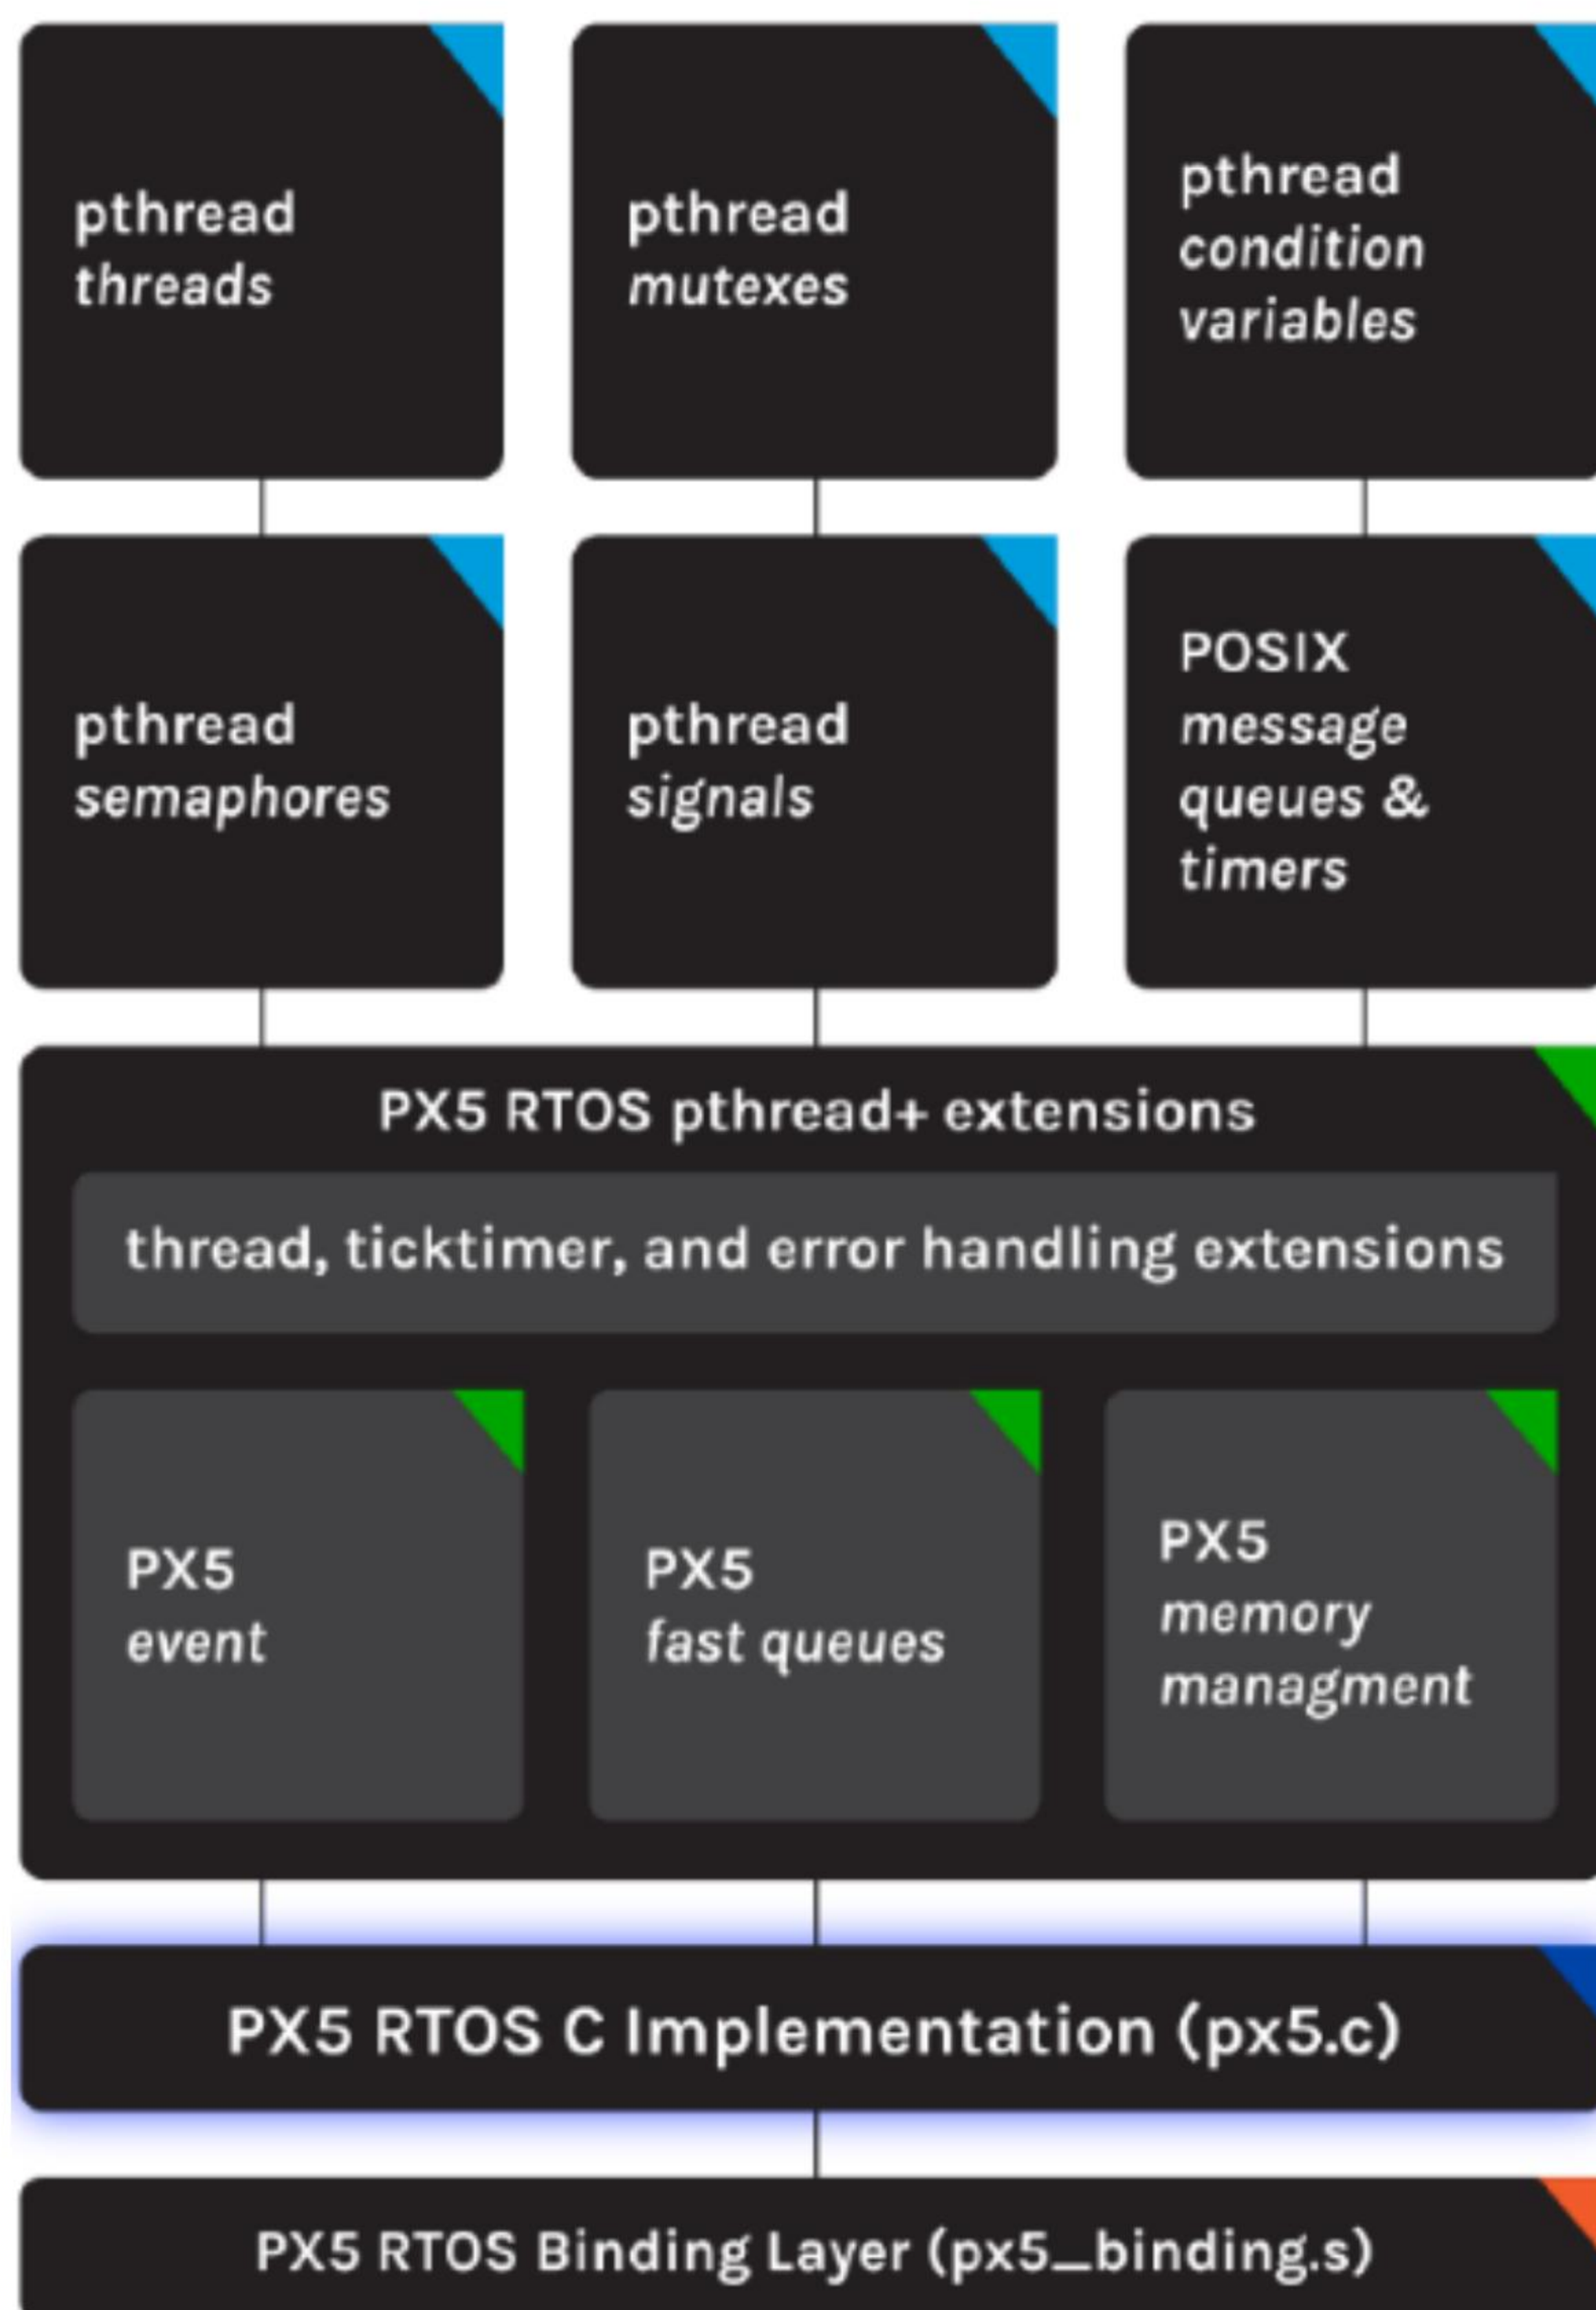 pthread
threads
pthread
mutexes
pthread
condition
variables
pthread
semaphores
pthread
signals
POSIX
message
queues &
timers
PX5 RTOS pthread+ extensions
thread, ticktimer, and error handling extensions
PX5
event
PX5
fast queues
PX5
memory
managment
PX5 RTOS C Implementation (px5.c)
PX5 RTOS Binding Layer (px5_binding.s)